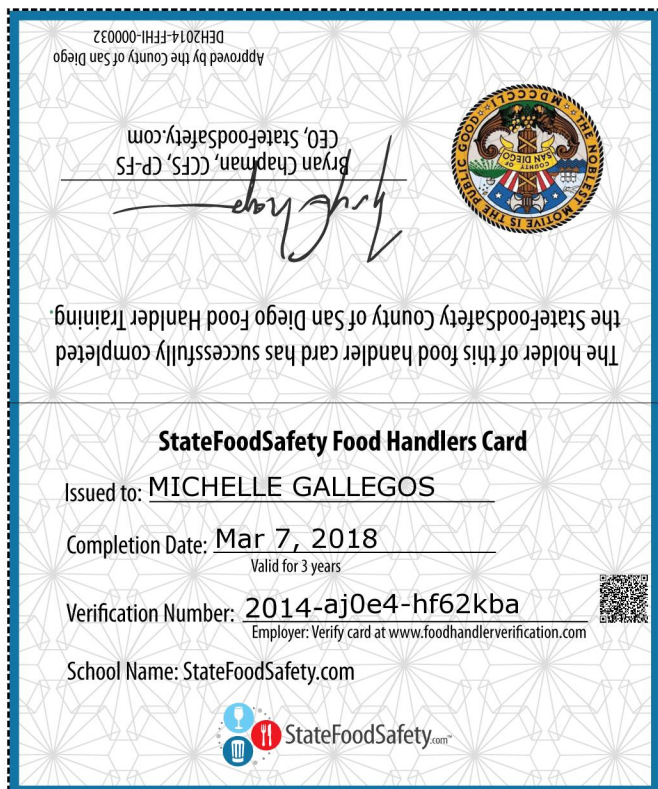 The holder of this food handler card has successfully completed
the StateFoodSafety County of San Diego Food Hanlder Training
Bryan Chapman, CCFS, CP-FS
CEO, StateFoodSafety.com
Approved by the County of San Diego
DEH2014-FFHI-000032
THE NOBLEST MOTIVE IS THE PUBLIC GOOD
MDCCCLII
COUNTY OF
SAN DIEGO
StateFoodSafety Food Handlers Card
Issued to: MICHELLE GALLEGOS
Completion Date: Mar 7, 2018
Valid for 3 years
Verification Number: 2014-aj0e4-hf62kba
Employer: Verify card at www.foodhandlerverification.com
School Name: StateFoodSafety.com
StateFoodSafety.com™